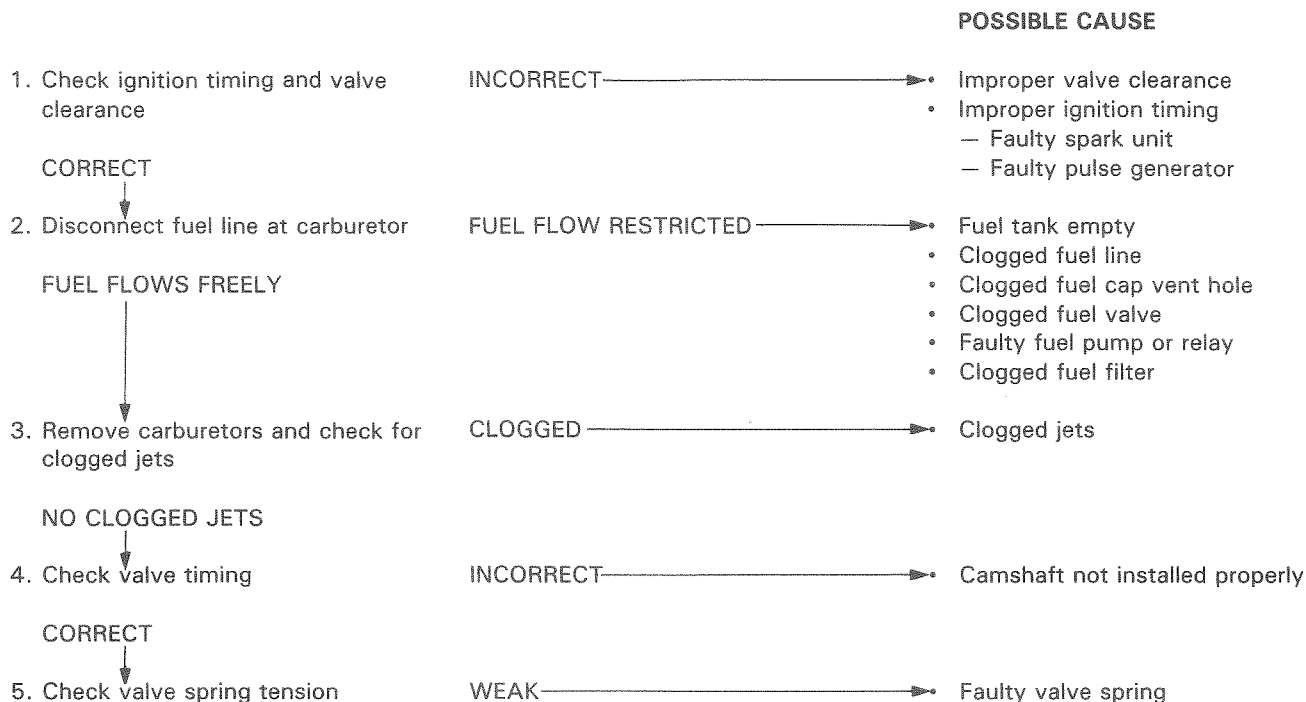 POSSIBLE CAUSE
1. Check ignition timing and valve clearance
INCORRECT
• Improper valve clearance
• Improper ignition timing
— Faulty spark unit
— Faulty pulse generator
CORRECT
2. Disconnect fuel line at carburetor
FUEL FLOW RESTRICTED
• Fuel tank empty
• Clogged fuel line
• Clogged fuel cap vent hole
• Clogged fuel valve
• Faulty fuel pump or relay
• Clogged fuel filter
FUEL FLOWS FREELY
3. Remove carburetors and check for
clogged jets
CLOGGED
• Clogged jets
NO CLOGGED JETS
4. Check valve timing
INCORRECT
• Camshaft not installed properly
CORRECT
5. Check valve spring tension
WEAK
• Faulty valve spring